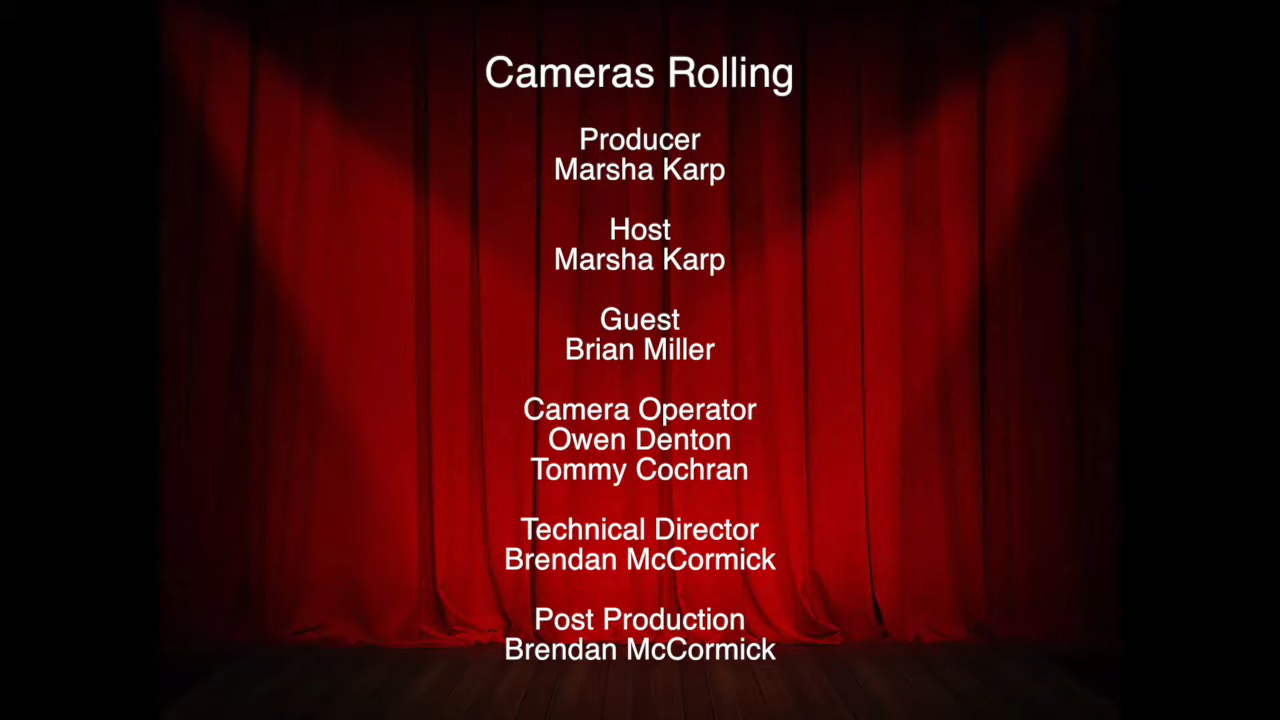 Cameras Rolling
Producer
Marsha Karp
Host
Marsha Karp
Guest
Brian Miller
Camera Operator
Owen Denton
Tommy Cochran
Technical Director
Brendan McCormick
Post Production
Brendan McCormick